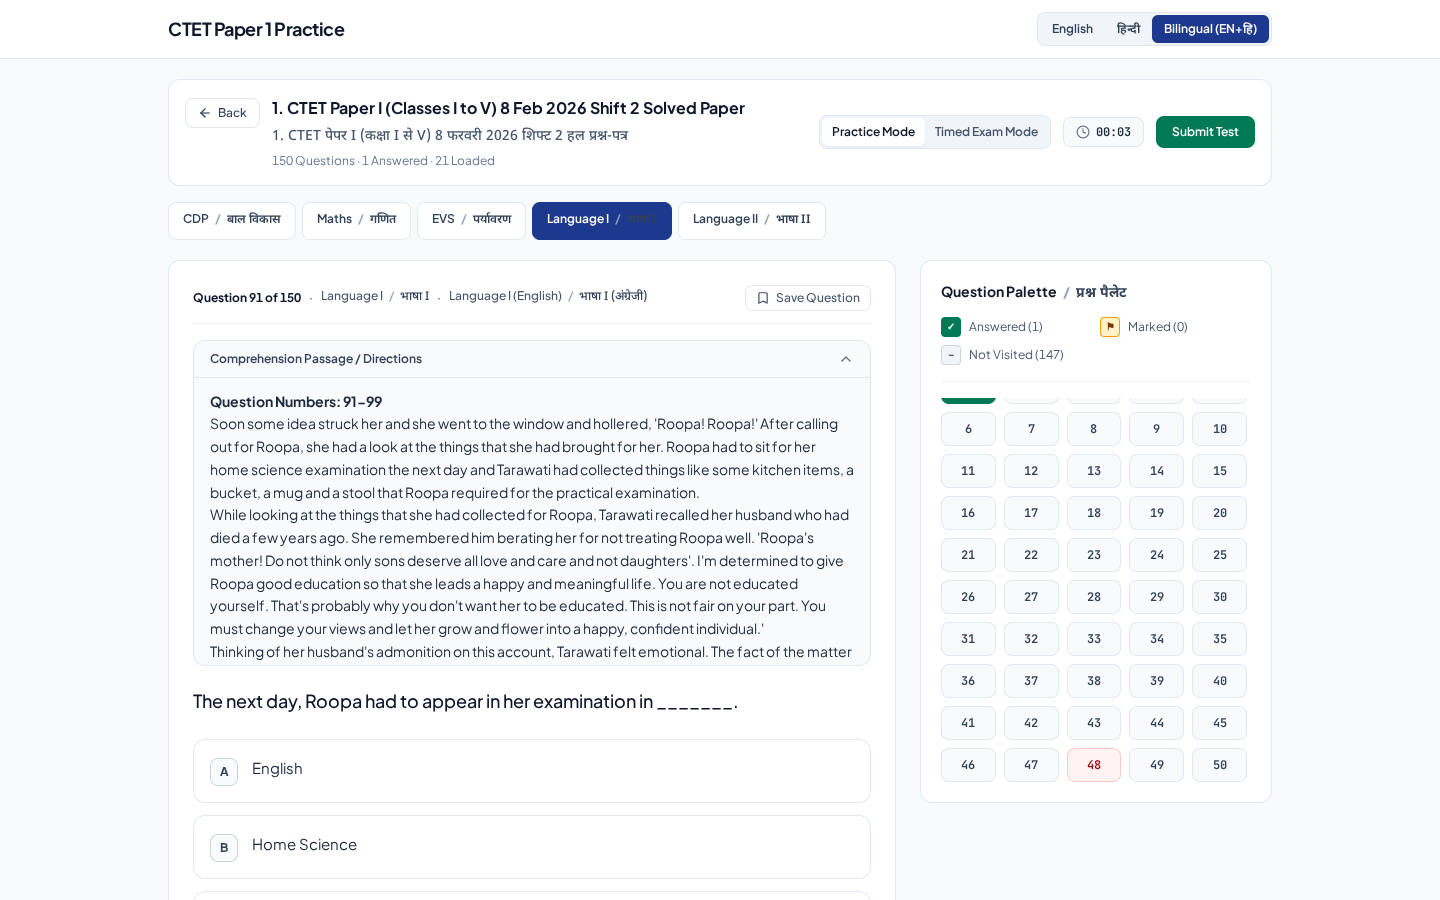 CTET Paper 1 Practice
English हिन्दी Bilingual (EN+हि)
Back
1. CTET Paper I (Classes I to V) 8 Feb 2026 Shift 2 Solved Paper
1. CTET पेपर I (कक्षा I से V) 8 फरवरी 2026 शिफ्ट 2 हल प्रश्न-पत्र
150 Questions · 1 Answered · 21 Loaded
Practice Mode Timed Exam Mode
00:03
Submit Test
CDP / बाल विकास
Maths / गणित
EVS / पर्यावरण
Language I / भाषा I
Language II / भाषा II
Question 91 of 150 · Language I / भाषा I · Language I (English) / भाषा I (अंग्रेजी)
Save Question
Comprehension Passage / Directions
Question Numbers: 91–99
Soon some idea struck her and she went to the window and hollered, 'Roopa! Roopa!' After calling
out for Roopa, she had a look at the things that she had brought for her. Roopa had to sit for her
home science examination the next day and Tarawati had collected things like some kitchen items, a
bucket, a mug and a stool that Roopa required for the practical examination.
While looking at the things that she had collected for Roopa, Tarawati recalled her husband who had
died a few years ago. She remembered him berating her for not treating Roopa well. 'Roopa's
mother! Do not think only sons deserve all love and care and not daughters'. I'm determined to give
Roopa good education so that she leads a happy and meaningful life. You are not educated
yourself. That's probably why you don't want her to be educated. This is not fair on your part. You
must change your views and let her grow and flower into a happy, confident individual.'
Thinking of her husband's admonition on this account, Tarawati felt emotional. The fact of the matter
The next day, Roopa had to appear in her examination in _______.
A English
B Home Science
Question Palette / प्रश्न पैलेट
✓ Answered (1)
⚑ Marked (0)
– Not Visited (147)
6 7 8 9 10
11 12 13 14 15
16 17 18 19 20
21 22 23 24 25
26 27 28 29 30
31 32 33 34 35
36 37 38 39 40
41 42 43 44 45
46 47 48 49 50